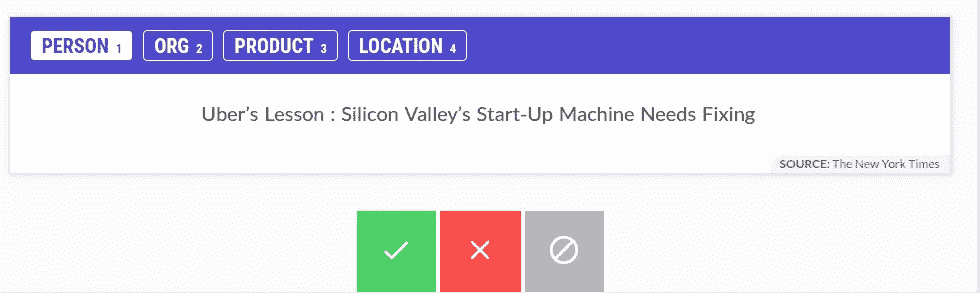 PERSON 1 ORG 2 PRODUCT 3 LOCATION 4
Uber’s Lesson : Silicon Valley’s Start-Up Machine Needs Fixing
SOURCE: The New York Times